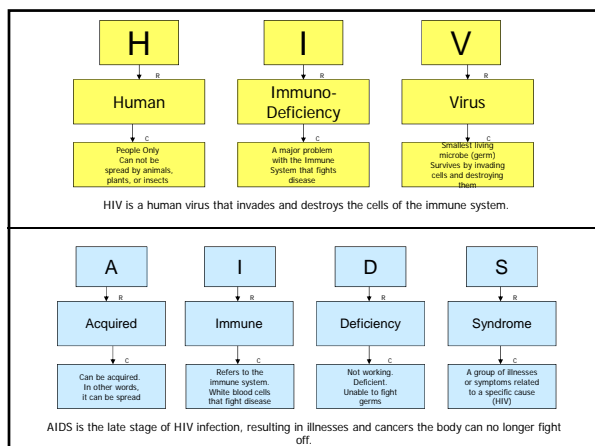 H I V
R R R
Human
Immuno-
Deficiency
Virus
C C C
People Only
Can not be
spread by animals,
plants, or insects
A major problem
with the Immune
System that fights
disease
Smallest living
microbe (germ)
Survives by invading
cells and destroying
them
HIV is a human virus that invades and destroys the cells of the immune system.
A I D S
R R R R
Acquired Immune Deficiency Syndrome
C C C C
Can be acquired.
In other words,
it can be spread
Refers to the
immune system.
White blood cells
that fight disease
Not working.
Deficient.
Unable to fight
germs
A group of illnesses
or symptoms related
to a specific cause
(HIV)
AIDS is the late stage of HIV infection, resulting in illnesses and cancers the body can no longer fight
off.